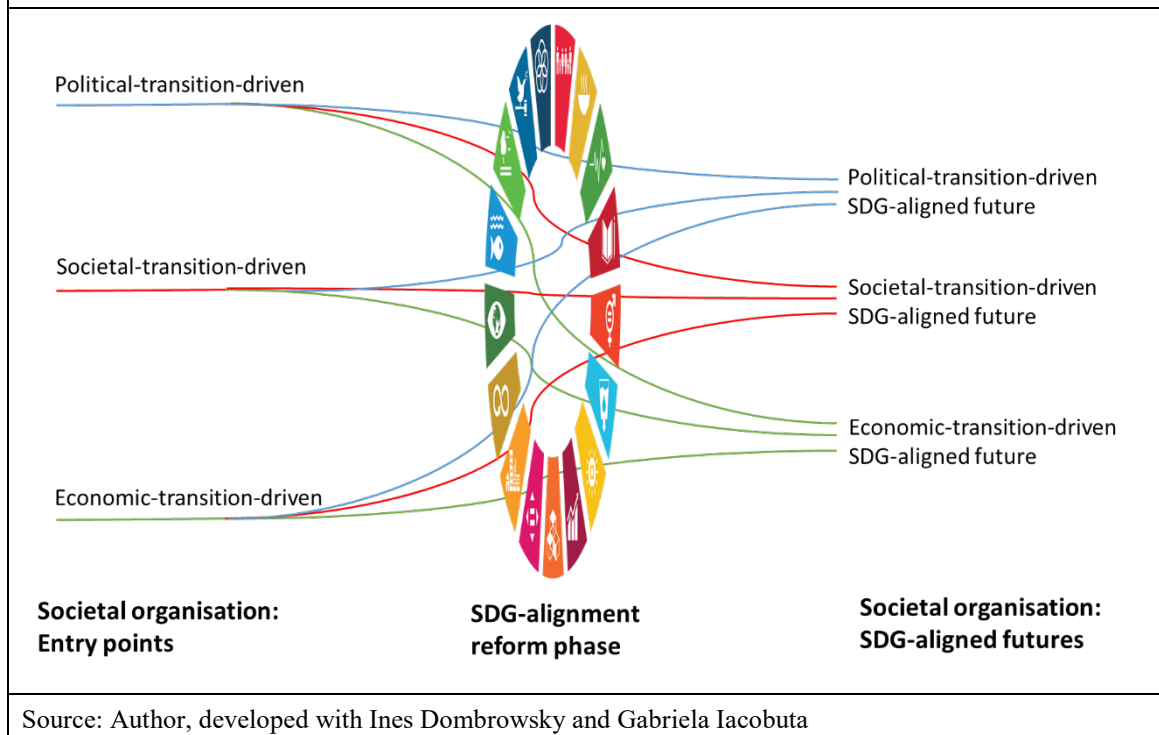 Political-transition-driven
Societal-transition-driven
Economic-transition-driven
Political-transition-driven
SDG-aligned future
Societal-transition-driven
SDG-aligned future
Economic-transition-driven
SDG-aligned future
Societal organisation:
Entry points
SDG-alignment
reform phase
Societal organisation:
SDG-aligned futures
Source: Author, developed with Ines Dombrowsky and Gabriela Iacobuta